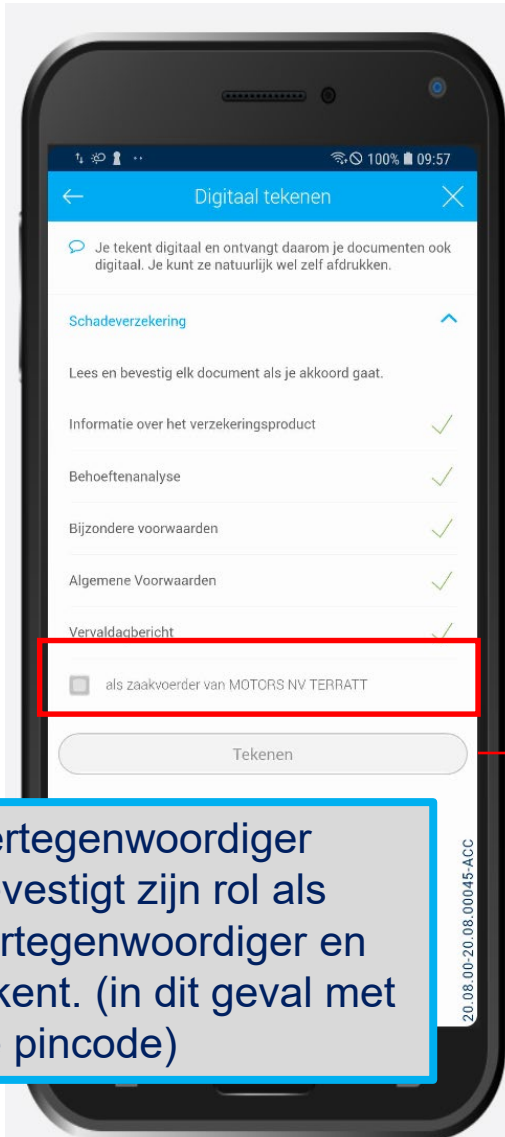 100% 09:57
Digitaal tekenen
Je tekent digitaal en ontvangt daarom je documenten ook
digitaal. Je kunt ze natuurlijk wel zelf afdrukken.
Schadeverzekering
Lees en bevestig elk document als je akkoord gaat.
Informatie over het verzekeringsproduct
Behoeftenanalyse
Bijzondere voorwaarden
Algemene Voorwaarden
Vervaldagbericht
als zaakvoerder van MOTORS NV TERRATT
Tekenen
ertegenwoordiger
vestigt zijn rol als
rtegenwoordiger en
kent. (in dit geval met
pincode)
20.08.00-20.08.00045-ACC